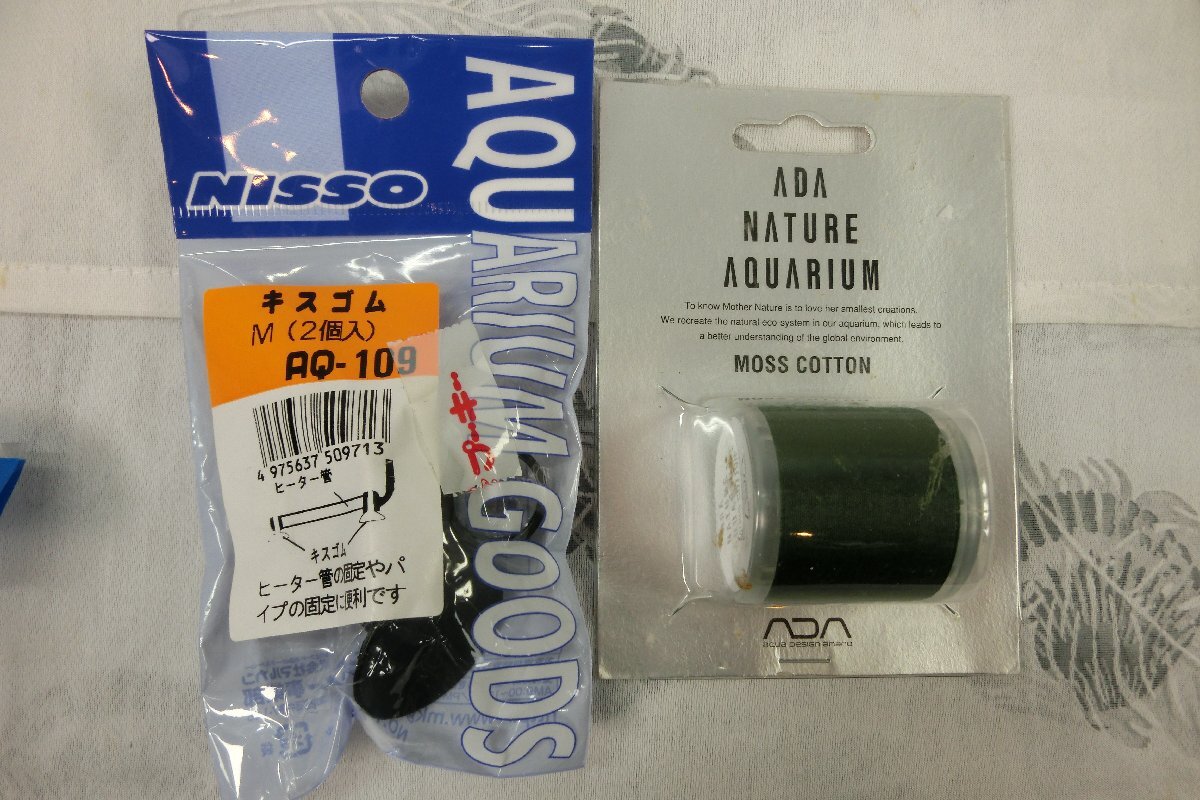 NISSO
AQUARIUM GOODS
キスゴム
M(2個入)
AQ-109
4 975637 509713
ヒーター管
キスゴム
ヒーター管の固定やパ
イプの固定に便利です
ADA
NATURE
AQUARIUM
To know Mother Nature is to love her smallest creations.
We recreate the natural eco system in our aquarium, which leads to
a better understanding of the global environment.
MOSS COTTON
ADA
aqua design amano